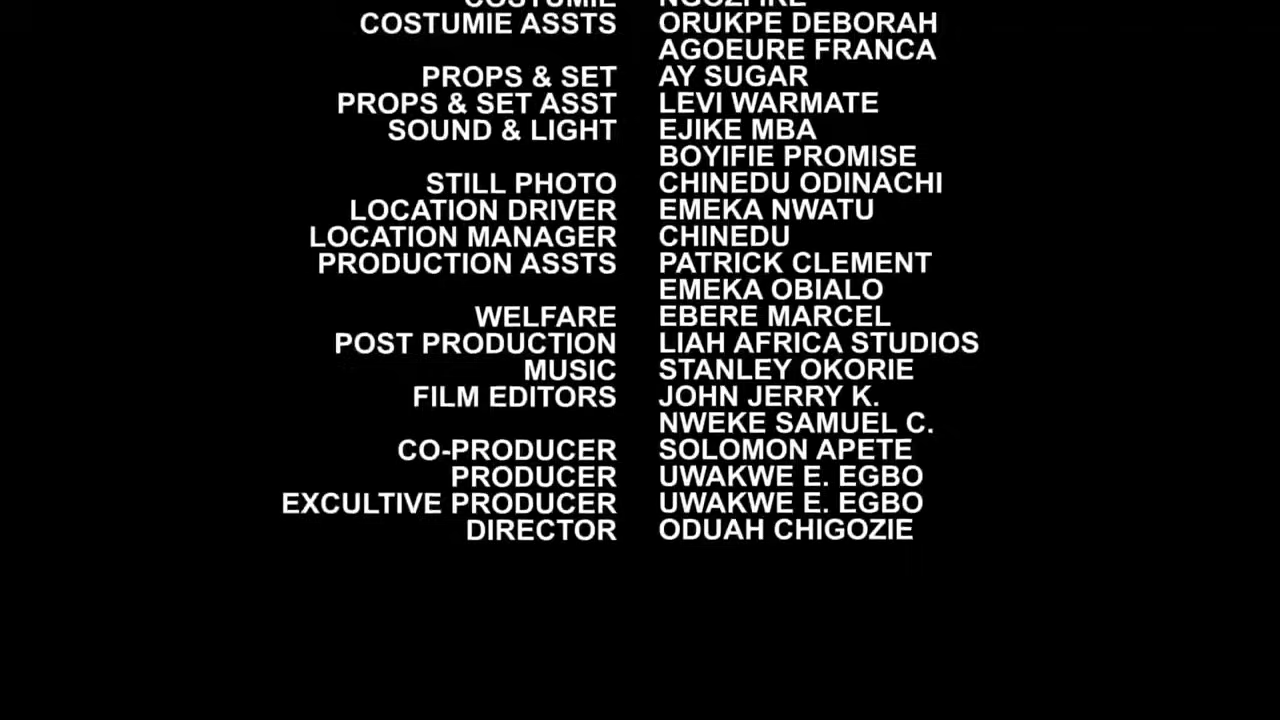 COSTUMIE NGOZFIRE
COSTUMIE ASSTS ORUKPE DEBORAH
AGOEURE FRANCA
PROPS & SET AY SUGAR
PROPS & SET ASST LEVI WARMATE
SOUND & LIGHT EJIKE MBA
BOYIFIE PROMISE
STILL PHOTO CHINEDU ODINACHI
LOCATION DRIVER EMEKA NWATU
LOCATION MANAGER CHINEDU
PRODUCTION ASSTS PATRICK CLEMENT
EMEKA OBIALO
WELFARE EBERE MARCEL
POST PRODUCTION LIAH AFRICA STUDIOS
MUSIC STANLEY OKORIE
FILM EDITORS JOHN JERRY K.
NWEKE SAMUEL C.
CO-PRODUCER SOLOMON APETE
PRODUCER UWAKWE E. EGBO
EXCULTIVE PRODUCER UWAKWE E. EGBO
DIRECTOR ODUAH CHIGOZIE